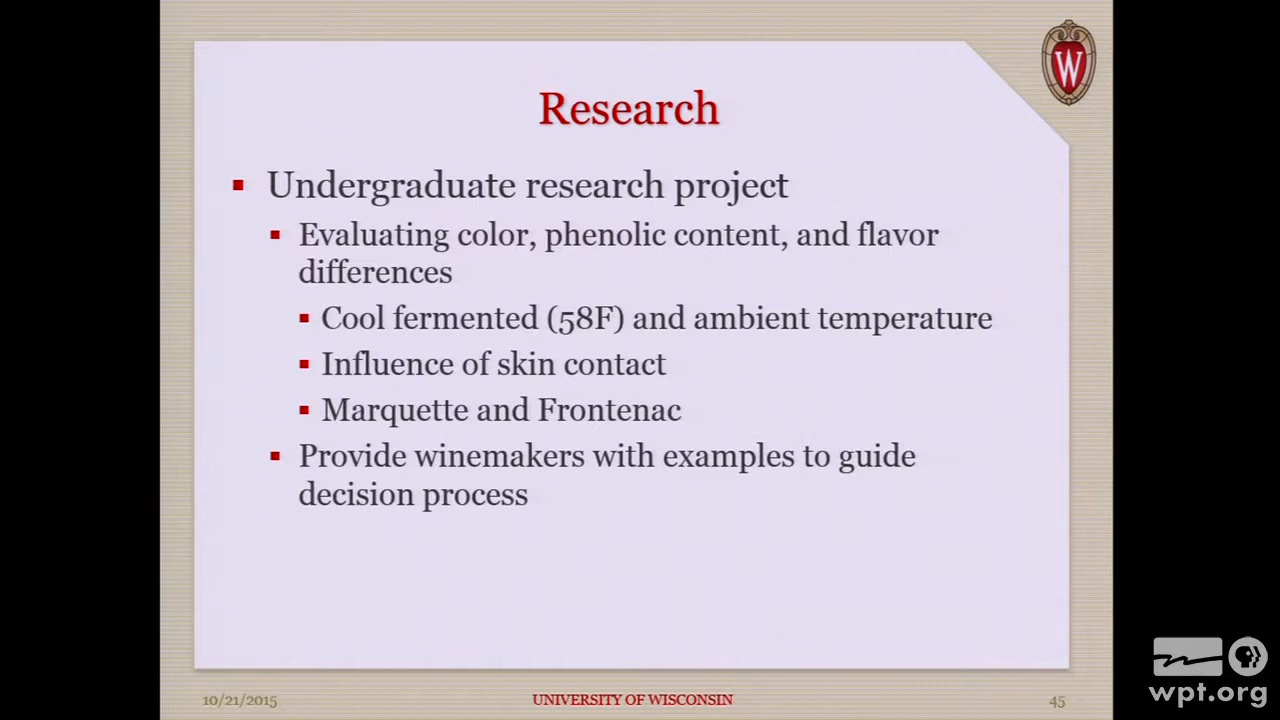 W
Research
Undergraduate research project
Evaluating color, phenolic content, and flavor
differences
Cool fermented (58F) and ambient temperature
Influence of skin contact
Marquette and Frontenac
Provide winemakers with examples to guide
decision process
10/21/2015
UNIVERSITY OF WISCONSIN
45
wpt.org